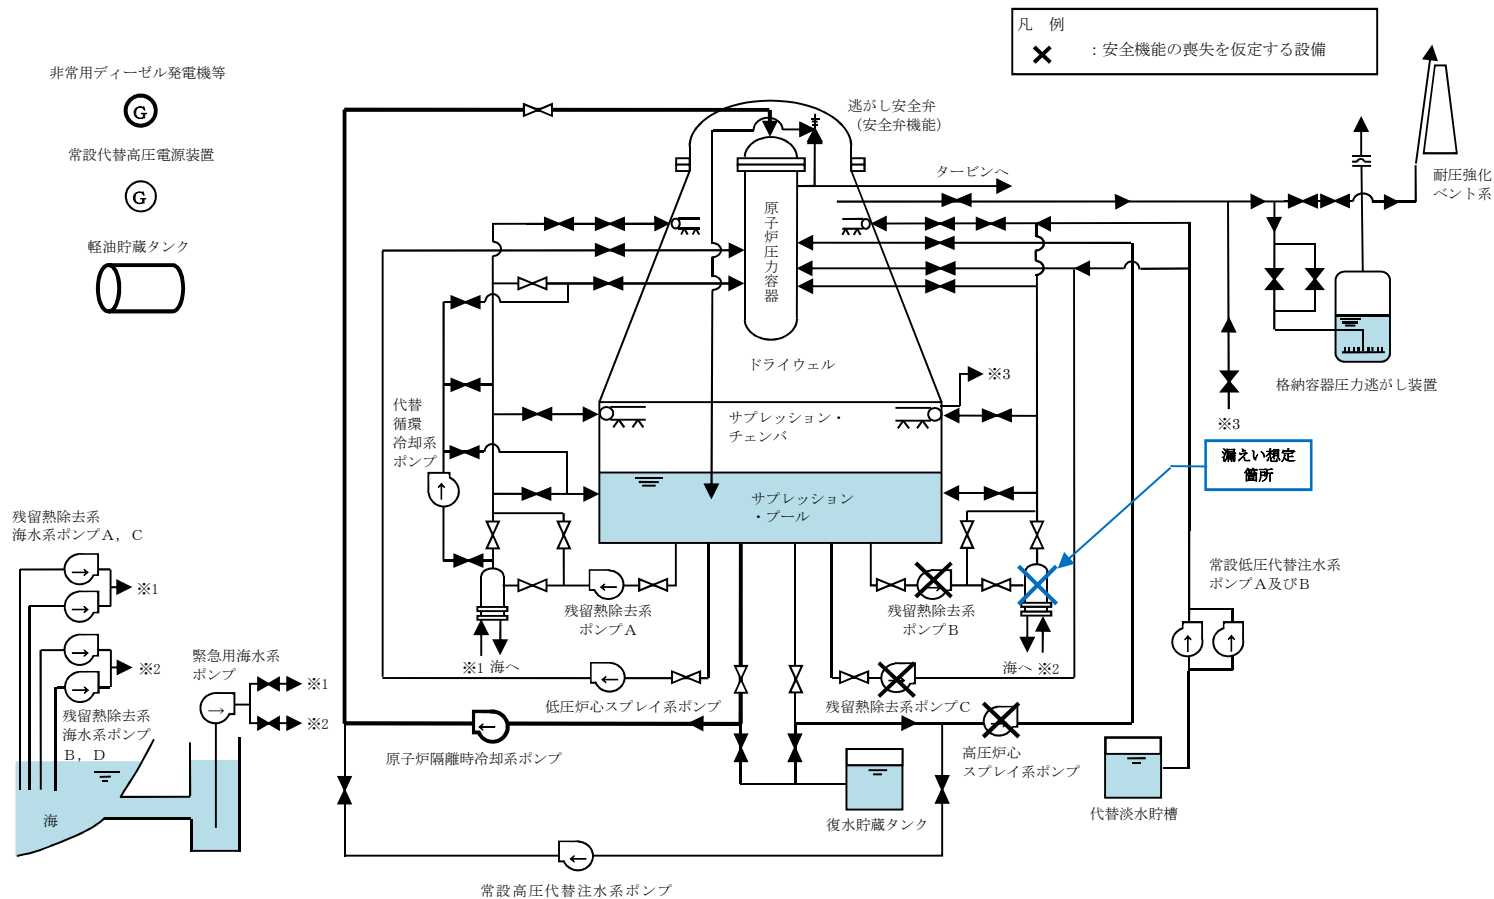 凡　例
：安全機能の喪失を仮定する設備
非常用ディーゼル発電機等
G
常設代替高圧電源装置
G
軽油貯蔵タンク
逃がし安全弁
（安全弁機能）
タービンへ
耐圧強化
ベント系
原子炉圧力容器
ドライウェル
※3
格納容器圧力逃がし装置
※3
代替
循環
冷却系
ポンプ
サプレッション・
チェンバ
サプレッション
・プール
漏えい想定
箇所
残留熱除去系
海水系ポンプA，C
※1
※2
残留熱除去系
海水系ポンプ
B，D
緊急用海水系
ポンプ
※1
※2
海
残留熱除去系
ポンプA
※1 海へ
残留熱除去系
ポンプB
海へ ※2
常設低圧代替注水系
ポンプA及びB
低圧炉心スプレイ系ポンプ
残留熱除去系ポンプC
原子炉隔離時冷却系ポンプ
高圧炉心
スプレイ系ポンプ
復水貯蔵タンク
代替淡水貯槽
常設高圧代替注水系ポンプ